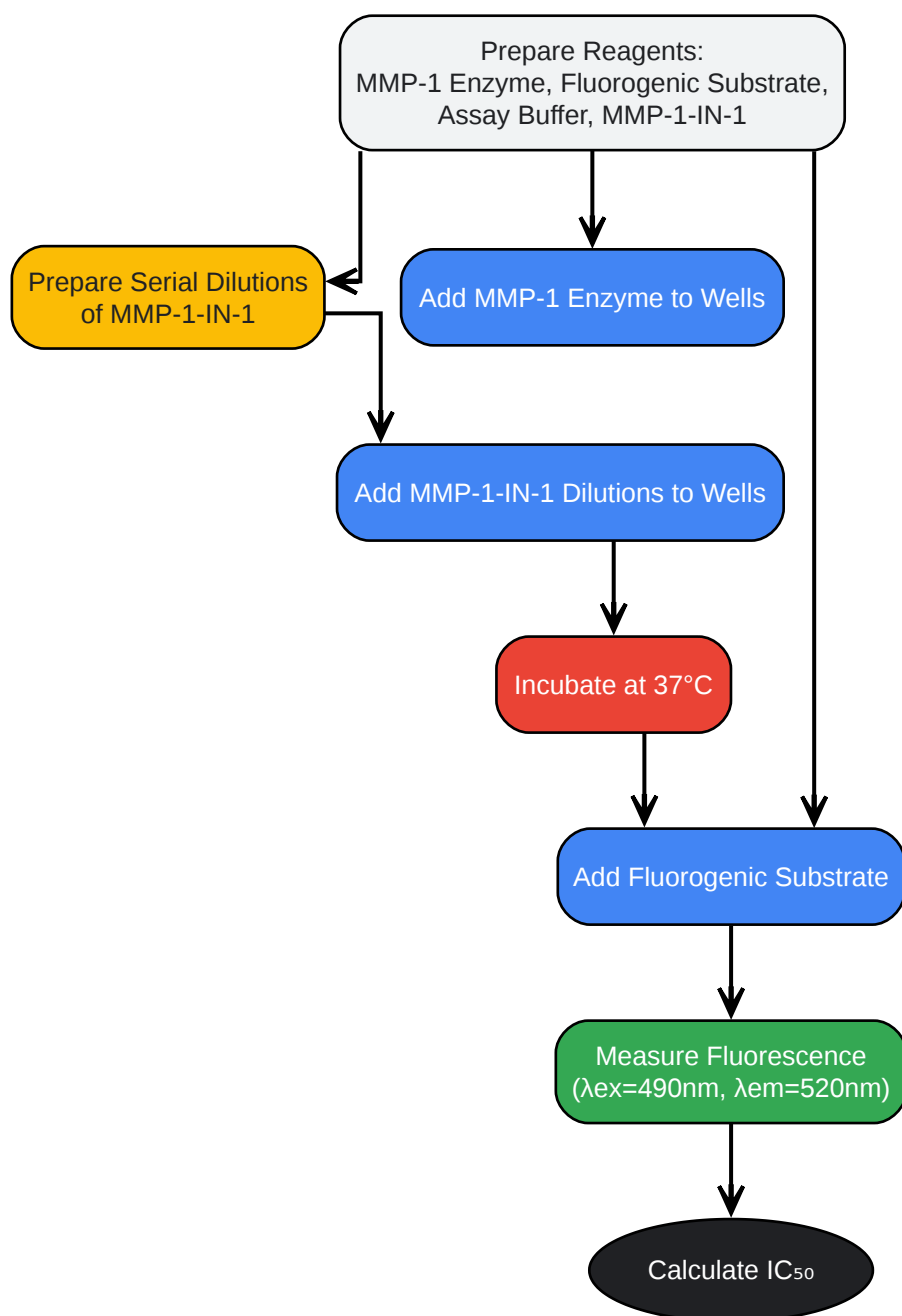 Prepare Reagents:
MMP-1 Enzyme, Fluorogenic Substrate,
Assay Buffer, MMP-1-IN-1
Prepare Serial Dilutions
of MMP-1-IN-1
Add MMP-1 Enzyme to Wells
Add MMP-1-IN-1 Dilutions to Wells
Incubate at 37°C
Add Fluorogenic Substrate
Measure Fluorescence
(λex=490nm, λem=520nm)
Calculate IC₅₀